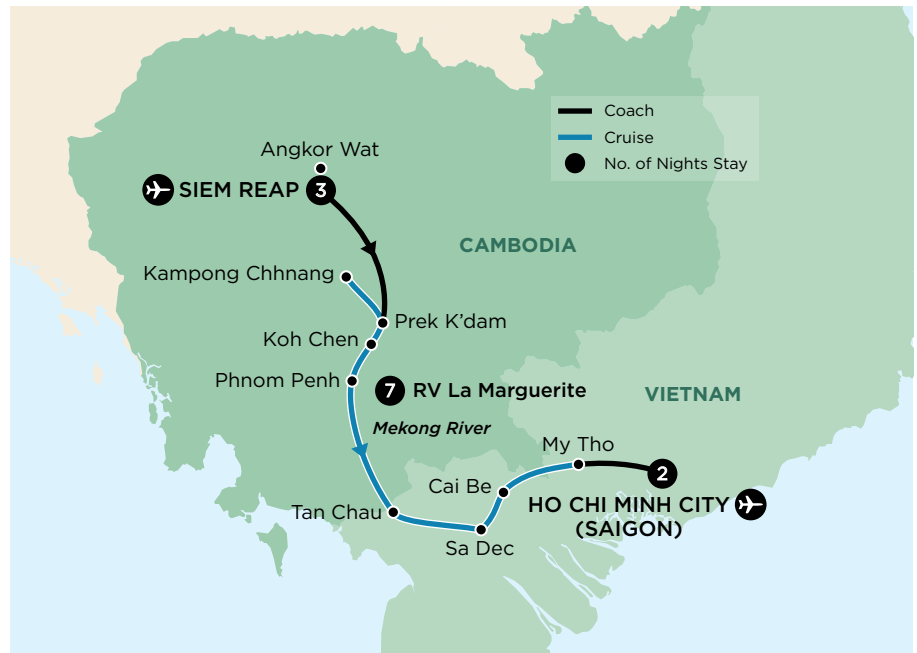 Coach
Cruise
No. of Nights Stay
Angkor Wat
SIEM REAP 3
CAMBODIA
Kampong Chhnang
Prek K'dam
Koh Chen
Phnom Penh
7 RV La Marguerite
VIETNAM
Mekong River
My Tho
2
Cai Be
HO CHI MINH CITY
(SAIGON)
Tan Chau
Sa Dec